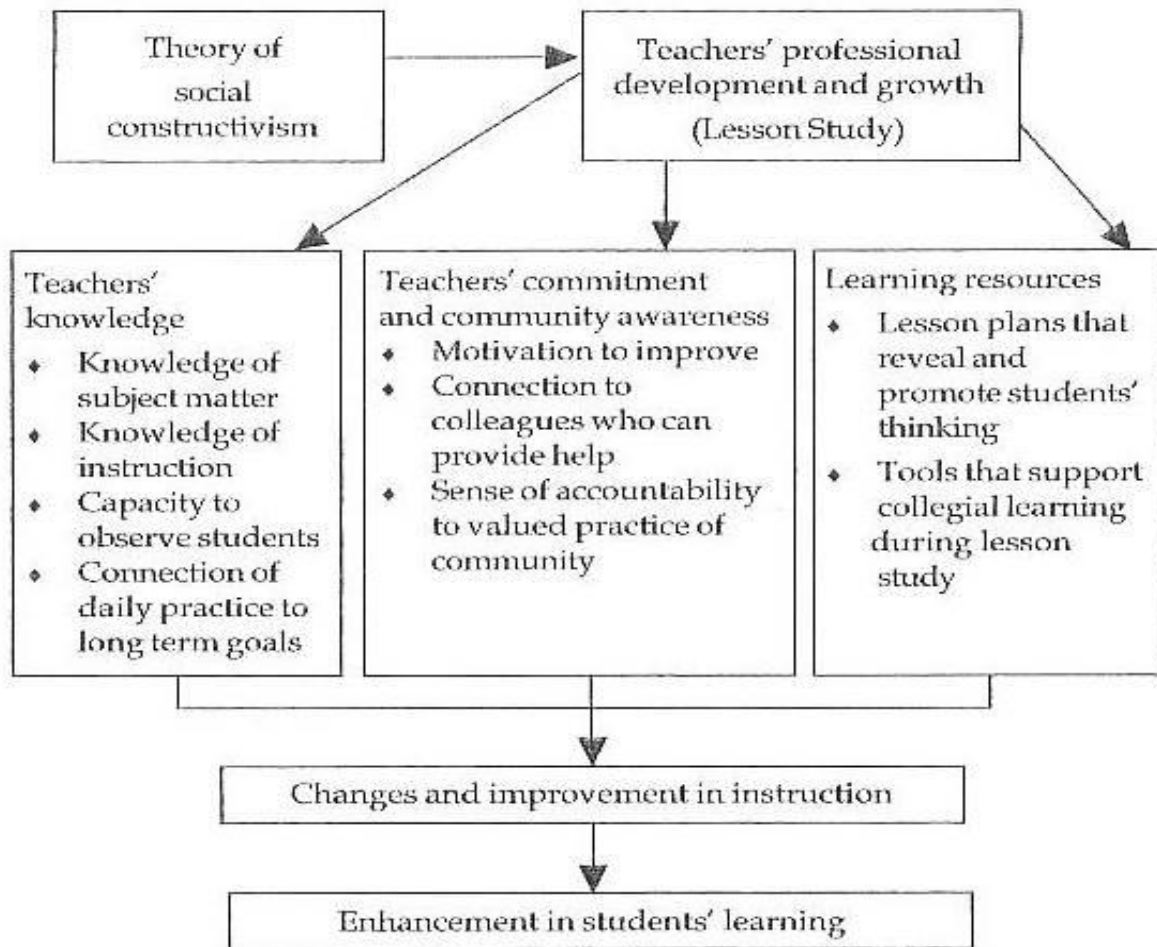 Theory of
social
constructivism
Teachers' professional
development and growth
(Lesson Study)
Teachers'
knowledge
♦ Knowledge of
subject matter
♦ Knowledge of
instruction
♦ Capacity to
observe students
♦ Connection of
daily practice to
long term goals
Teachers' commitment
and community awareness
♦ Motivation to improve
♦ Connection to
colleagues who can
provide help
♦ Sense of accountability
to valued practice of
community
Learning resources
♦ Lesson plans that
reveal and
promote students'
thinking
♦ Tools that support
collegial learning
during lesson
study
Changes and improvement in instruction
Enhancement in students' learning